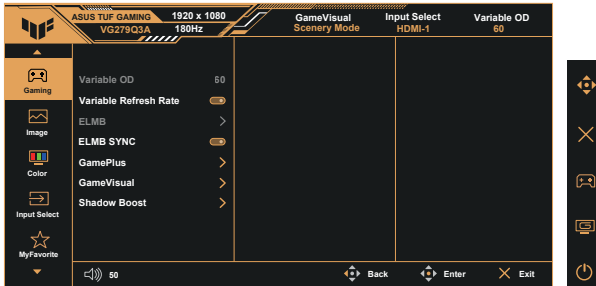 ASUS TUF GAMING 1920 x 1080
VG279Q3A 180Hz
GameVisual
Scenery Mode
Input Select
HDMI-1
Variable OD
60
Gaming
Image
Color
Input Select
MyFavorite
Variable OD 60
Variable Refresh Rate
ELMB
ELMB SYNC
GamePlus
GameVisual
Shadow Boost
50
Back
Enter
Exit